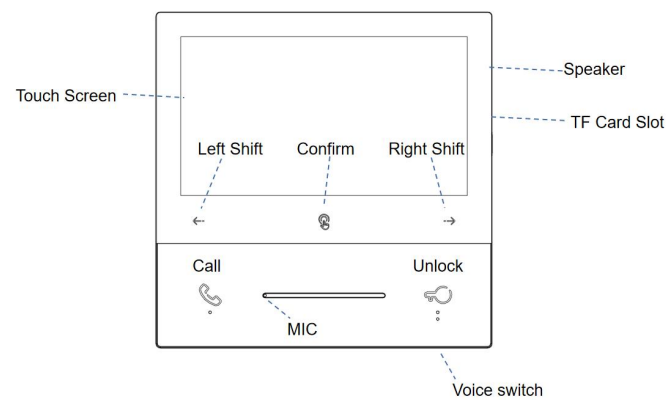 Speaker
Touch Screen
TF Card Slot
Left Shift
Confirm
Right Shift
Call
Unlock
MIC
Voice switch